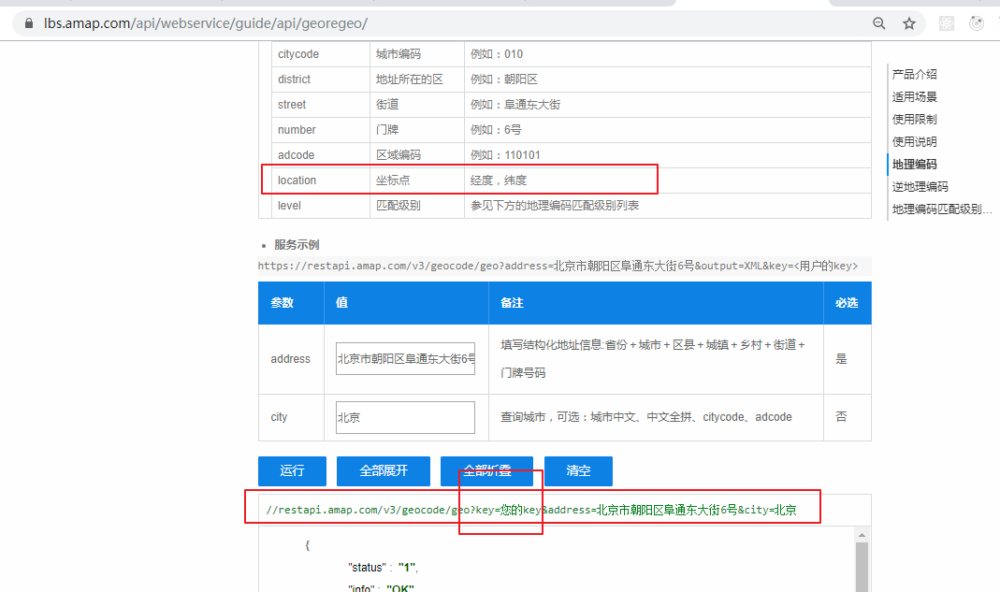 lbs.amap.com/api/webservice/guide/api/georegeo/
citycode 城市编码 例如：010
district 地址所在的区 例如：朝阳区
street 街道 例如：阜通东大街
number 门牌 例如：6号
adcode 区域编码 例如：110101
location 坐标点 经度，纬度
level 匹配级别 参见下方的地理编码匹配级别列表
产品介绍
适用场景
使用限制
使用说明
地理编码
逆地理编码
地理编码匹配级别...
• 服务示例
https://restapi.amap.com/v3/geocode/geo?address=北京市朝阳区阜通东大街6号&output=XML&key=<用户的key>
参数 值 备注 必选
address 北京市朝阳区阜通东大街6号 填写结构化地址信息:省份＋城市＋区县＋城镇＋乡村＋街道＋
门牌号码 是
city 北京 查询城市，可选：城市中文、中文全拼、citycode、adcode 否
运行 全部展开 全部折叠 清空
//restapi.amap.com/v3/geocode/geo?key=您的key&address=北京市朝阳区阜通东大街6号&city=北京
{
"status" : "1",
"info" : "OK"